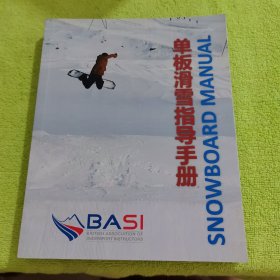 单板滑雪指导手册
SNOWBOARD MANUAL
BASI
BRITISH ASSOCIATION OF
SNOWSPORT INSTRUCTORS